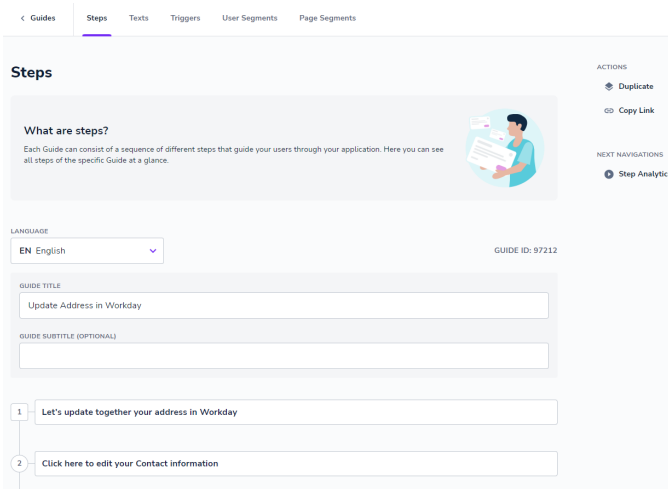 Guides
Steps
Texts
Triggers
User Segments
Page Segments
Steps
What are steps?
Each Guide can consist of a sequence of different steps that guide your users through your application. Here you can see
all steps of the specific Guide at a glance.
ACTIONS
Duplicate
Copy Link
NEXT NAVIGATIONS
Step Analytic
LANGUAGE
EN English
GUIDE ID: 97212
GUIDE TITLE
Update Address in Workday
GUIDE SUBTITLE (OPTIONAL)
1 Let's update together your address in Workday
2 Click here to edit your Contact information